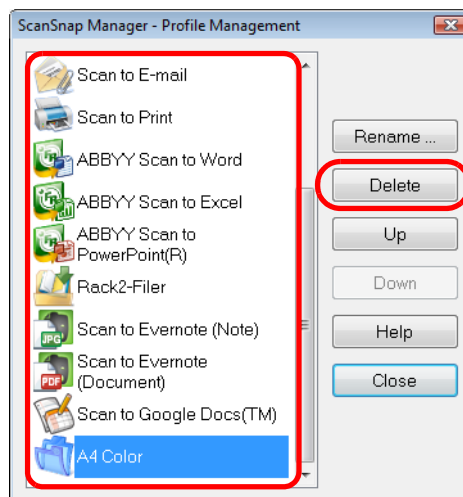 ScanSnap Manager - Profile Management
Scan to E-mail
Scan to Print
ABBYY Scan to Word
ABBYY Scan to Excel
ABBYY Scan to
PowerPoint(R)
Rack2-Filer
JPG
Scan to Evernote (Note)
PDF
Scan to Evernote
(Document)
Scan to Google Docs(TM)
A4 Color
Rename ...
Delete
Up
Down
Help
Close